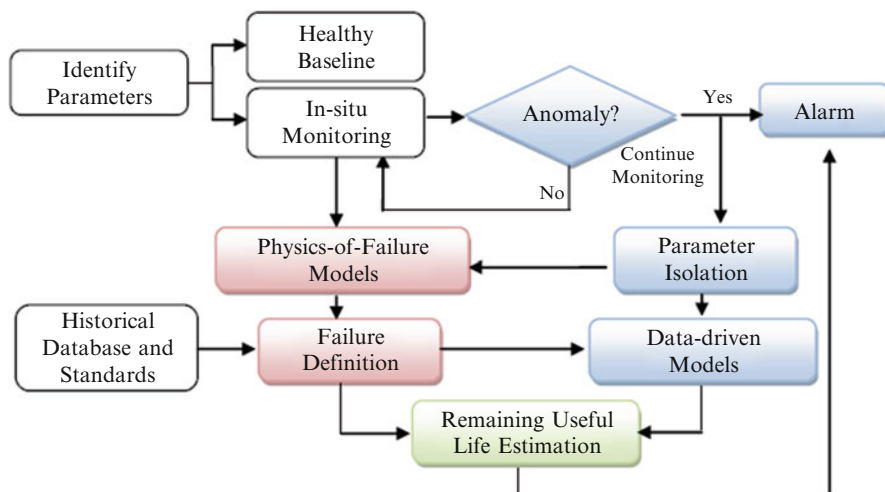 Healthy
Baseline
Identify
Parameters
In-situ
Monitoring
Anomaly?
Yes
Alarm
Continue
Monitoring
No
Physics-of-Failure
Models
Parameter
Isolation
Historical
Database and
Standards
Failure
Definition
Data-driven
Models
Remaining Useful
Life Estimation